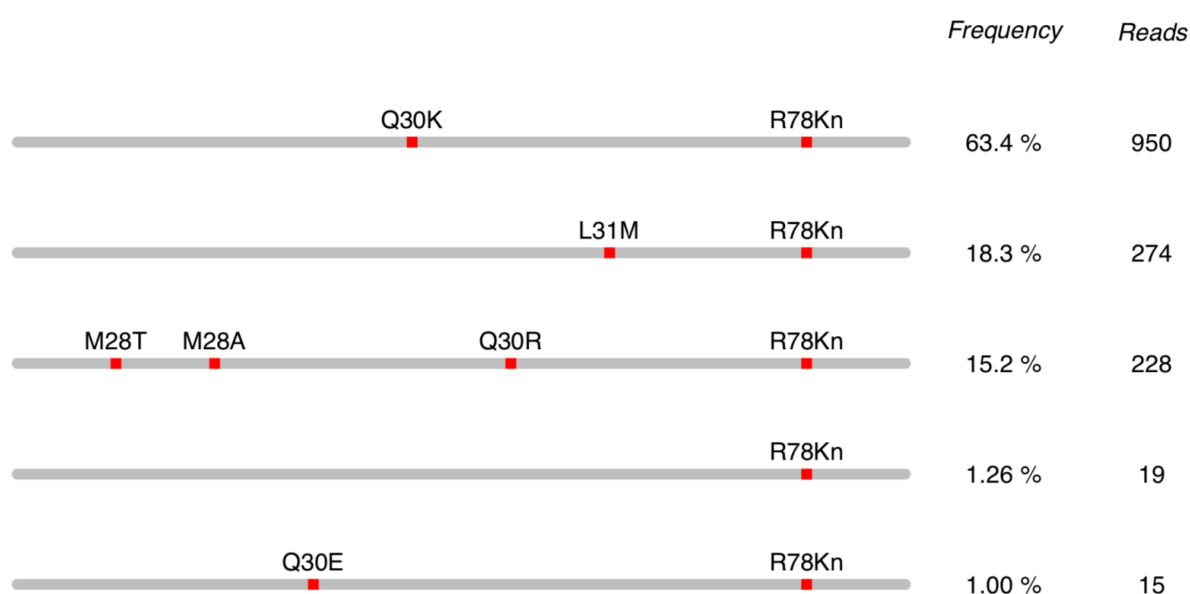 Frequency Reads
Q30K R78Kn
63.4 % 950
L31M R78Kn
18.3 % 274
M28T M28A Q30R R78Kn
15.2 % 228
R78Kn
1.26 % 19
Q30E R78Kn
1.00 % 15